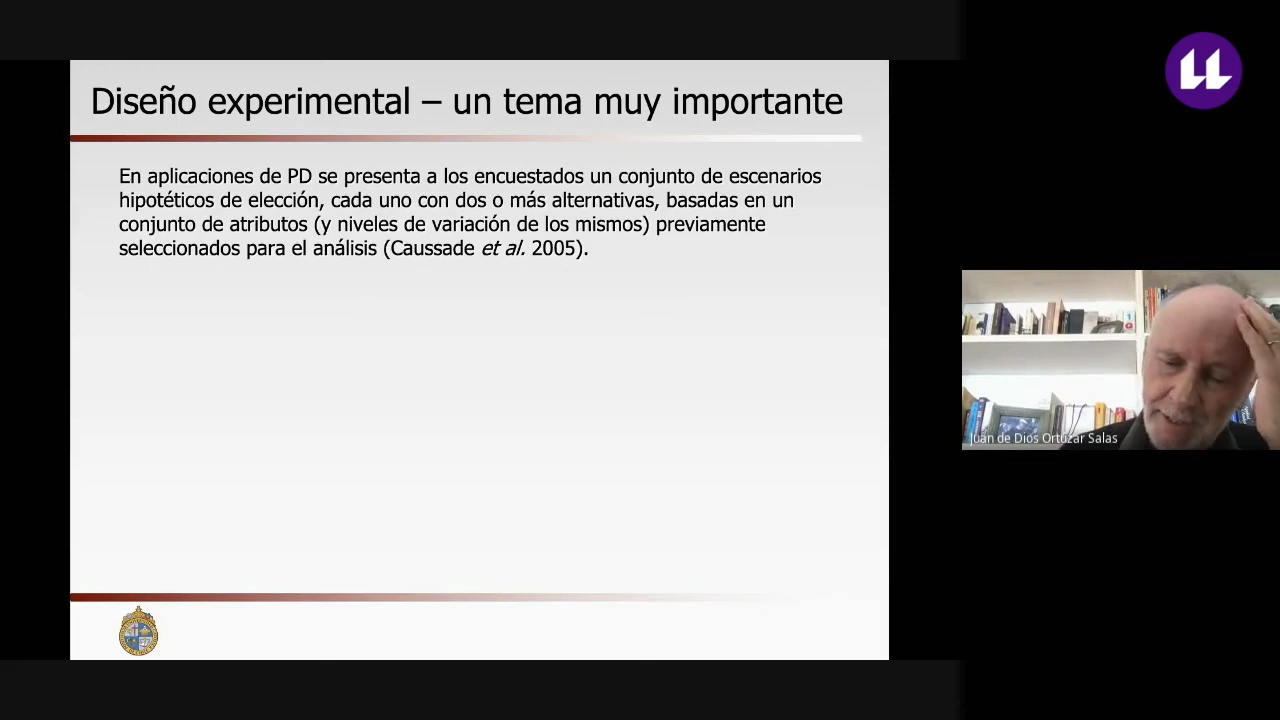 Diseño experimental – un tema muy importante
En aplicaciones de PD se presenta a los encuestados un conjunto de escenarios
hipotéticos de elección, cada uno con dos o más alternativas, basadas en un
conjunto de atributos (y niveles de variación de los mismos) previamente
seleccionados para el análisis (Caussade et al. 2005).
Juan de Dios Ortúzar Salas